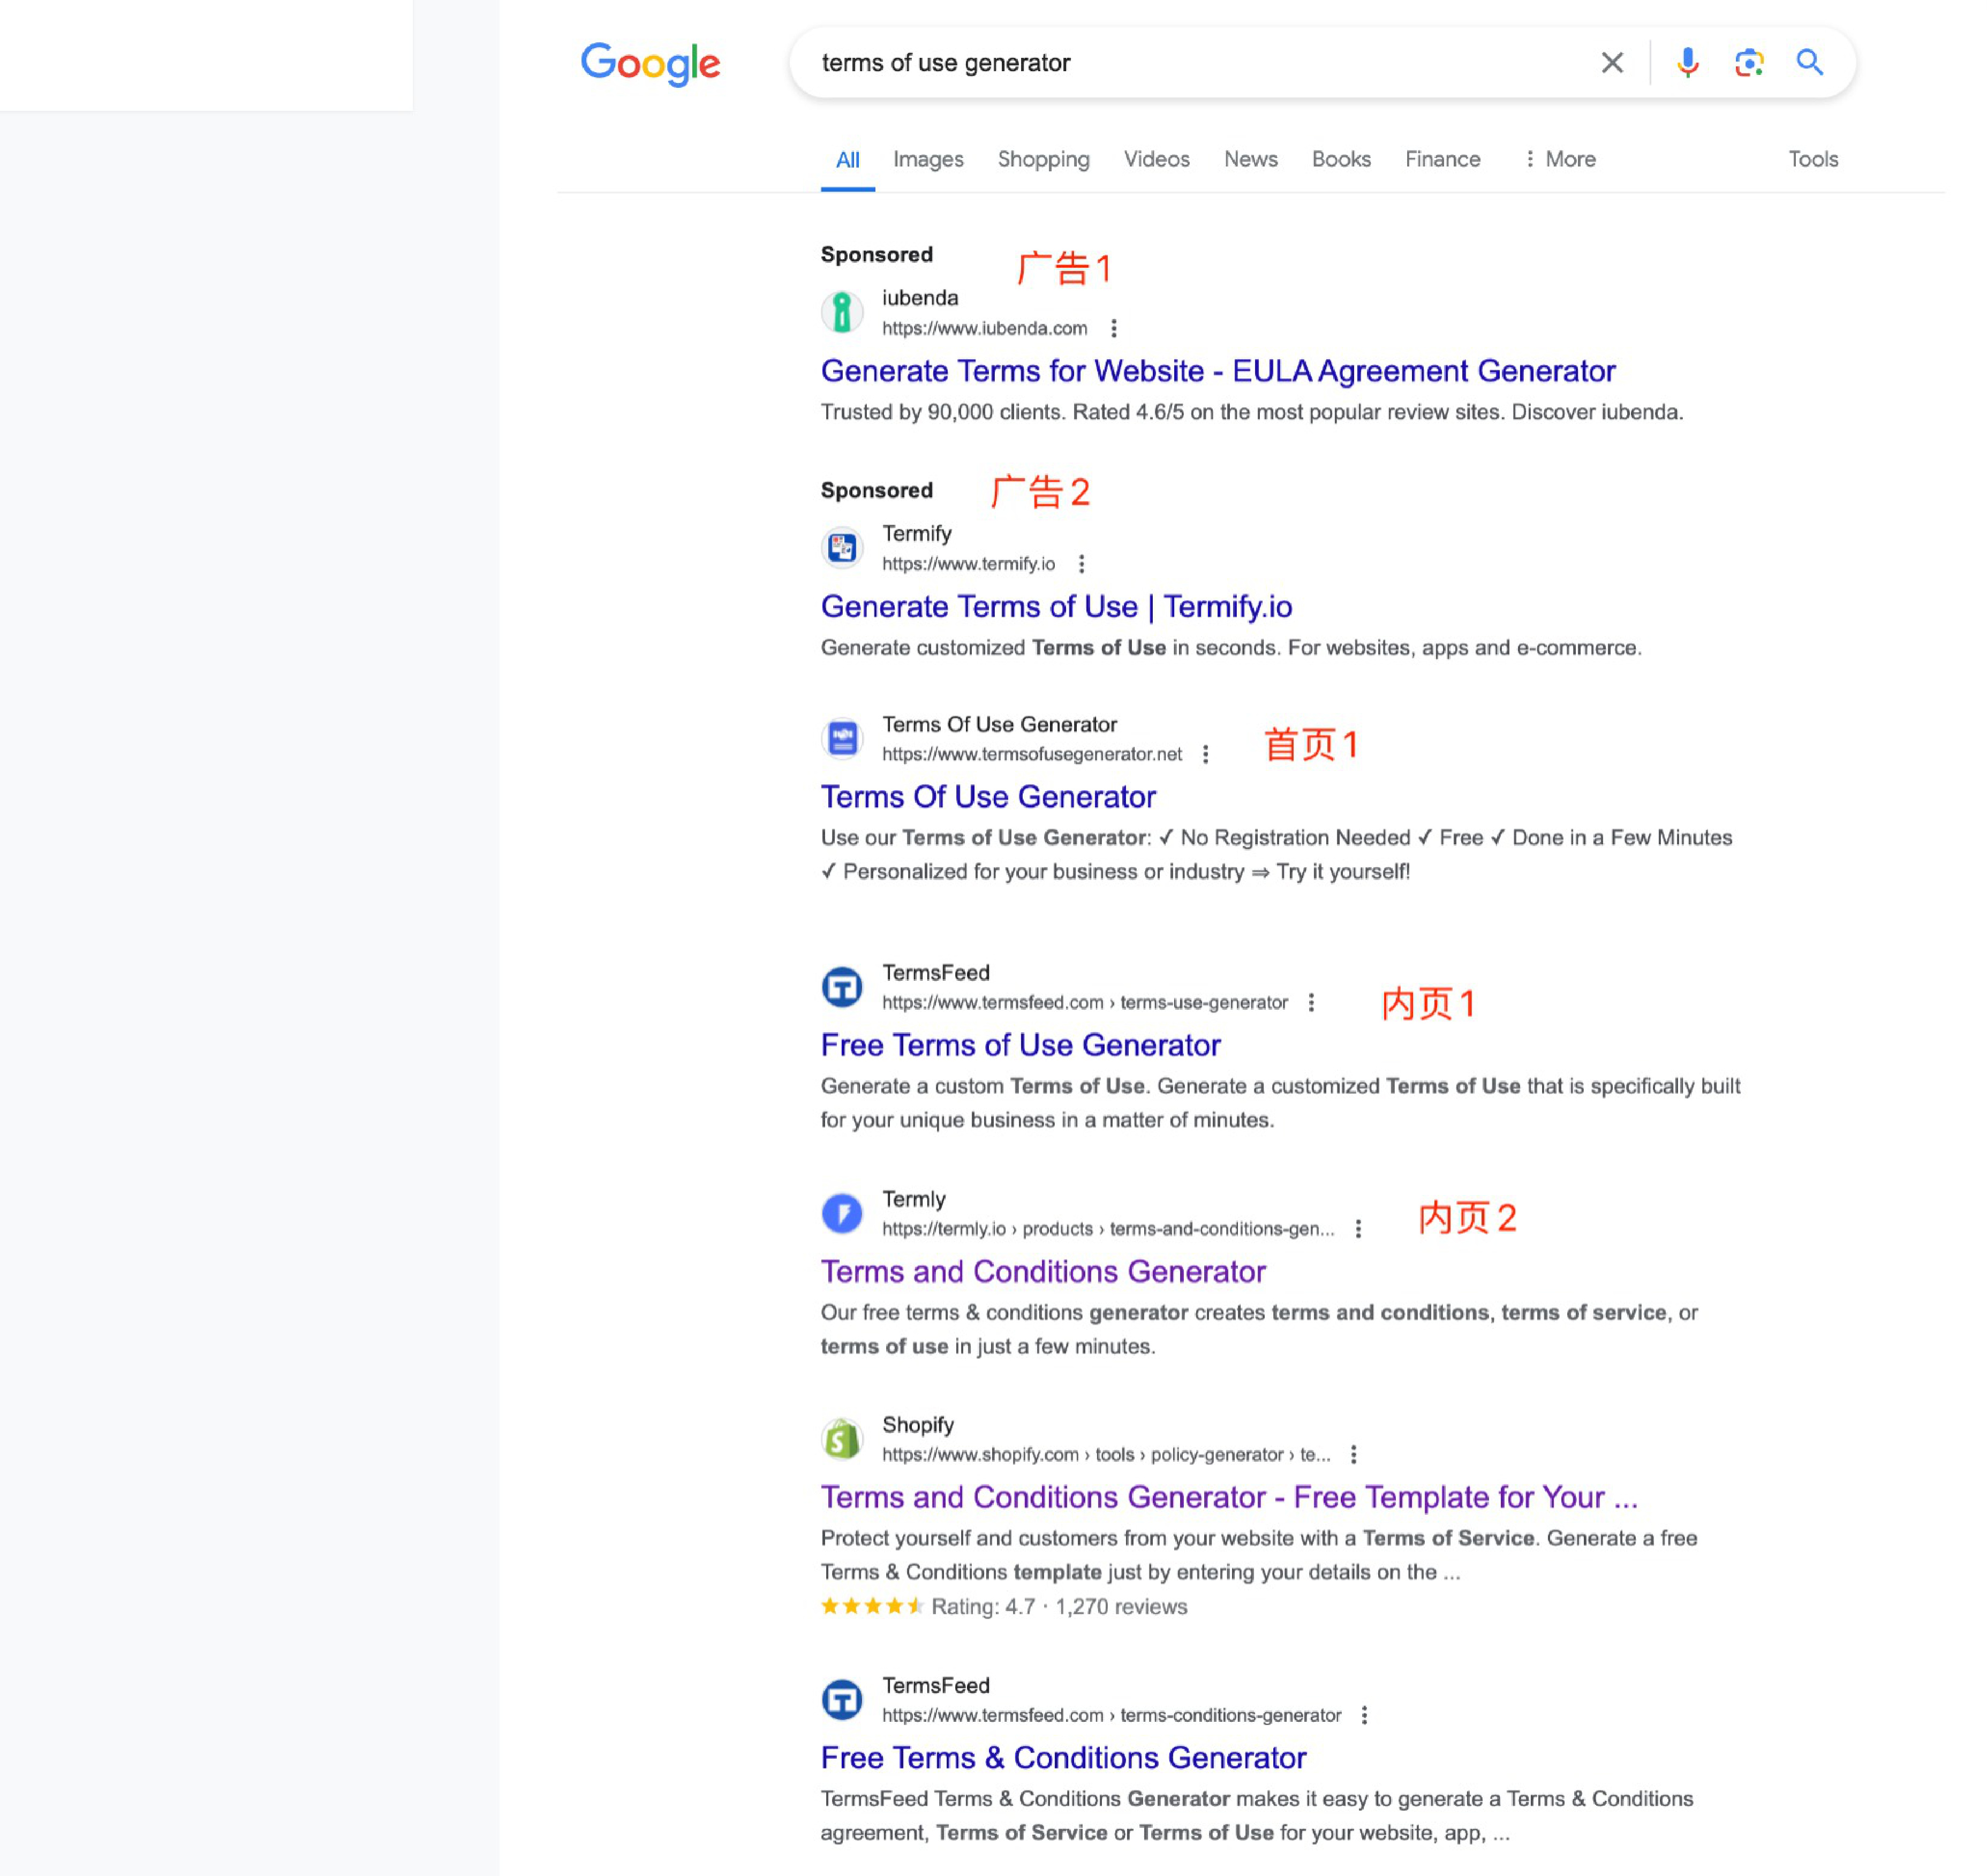 Google
terms of use generator
All Images Shopping Videos News Books Finance More Tools
Sponsored
广告1
iubenda
https://www.iubenda.com
Generate Terms for Website - EULA Agreement Generator
Trusted by 90,000 clients. Rated 4.6/5 on the most popular review sites. Discover iubenda.
Sponsored
广告2
Termify
https://www.termify.io
Generate Terms of Use | Termify.io
Generate customized Terms of Use in seconds. For websites, apps and e-commerce.
Terms Of Use Generator
https://www.termsofusegenerator.net
首页1
Terms Of Use Generator
Use our Terms of Use Generator: ✓ No Registration Needed ✓ Free ✓ Done in a Few Minutes
✓ Personalized for your business or industry ⇒ Try it yourself!
TermsFeed
https://www.termsfeed.com › terms-use-generator
内页1
Free Terms of Use Generator
Generate a custom Terms of Use. Generate a customized Terms of Use that is specifically built
for your unique business in a matter of minutes.
Termly
https://termly.io › products › terms-and-conditions-gen...
内页2
Terms and Conditions Generator
Our free terms & conditions generator creates terms and conditions, terms of service, or
terms of use in just a few minutes.
Shopify
https://www.shopify.com › tools › policy-generator › te...
Terms and Conditions Generator - Free Template for Your ...
Protect yourself and customers from your website with a Terms of Service. Generate a free
Terms & Conditions template just by entering your details on the ...
Rating: 4.7 · 1,270 reviews
TermsFeed
https://www.termsfeed.com › terms-conditions-generator
Free Terms & Conditions Generator
TermsFeed Terms & Conditions Generator makes it easy to generate a Terms & Conditions
agreement, Terms of Service or Terms of Use for your website, app, ...